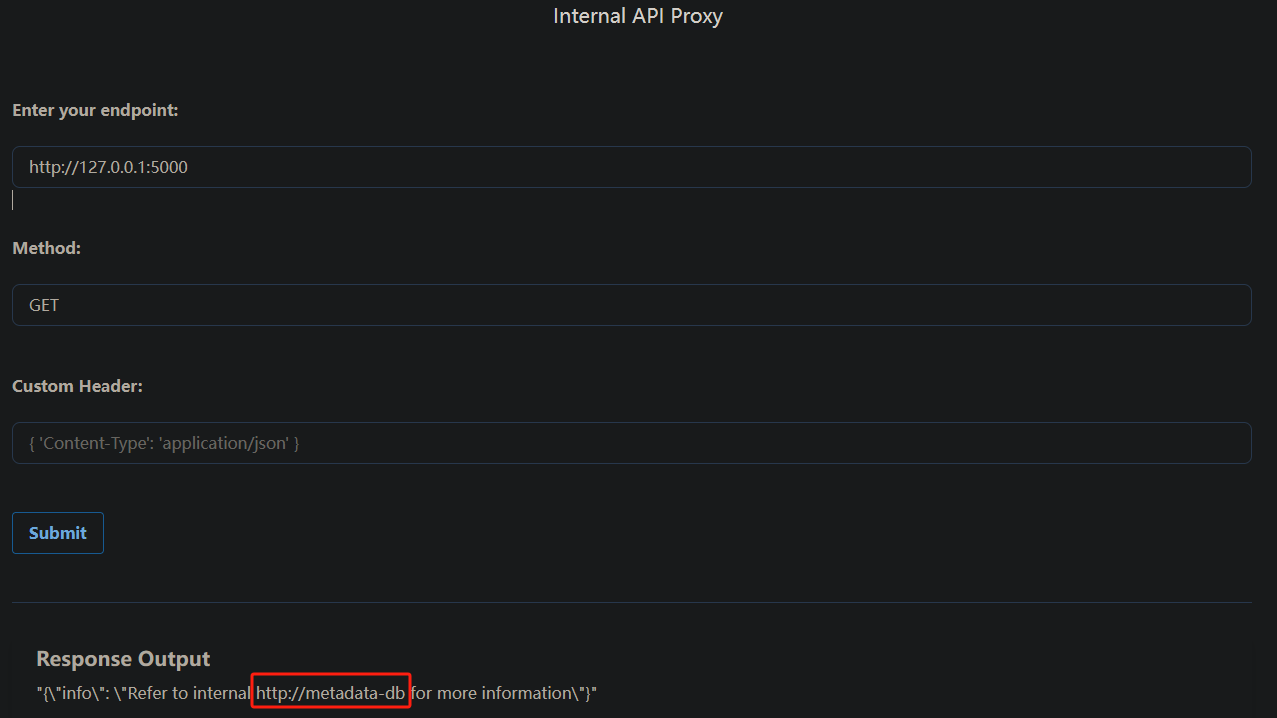 Internal API Proxy
Enter your endpoint:
http://127.0.0.1:5000
Method:
GET
Custom Header:
{ 'Content-Type': 'application/json' }
Submit
Response Output
"{\"info\": \"Refer to internal http://metadata-db for more information\"}"